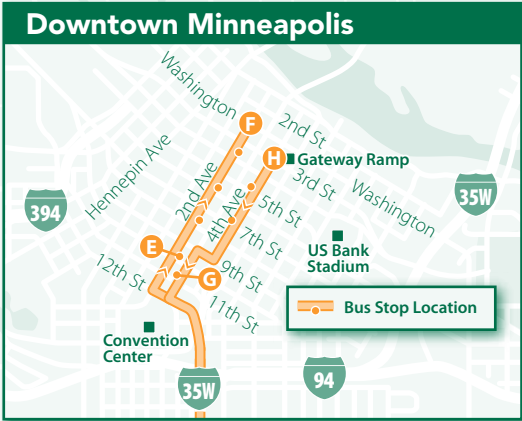 Downtown Minneapolis
Washington
F
2nd St
Hennepin Ave
H
Gateway Ramp
3rd St
Washington
2nd Ave
4th Ave
5th St
394
35W
7th St
US Bank
Stadium
E
12th St
9th St
G
11th St
Bus Stop Location
Convention
Center
35W
94